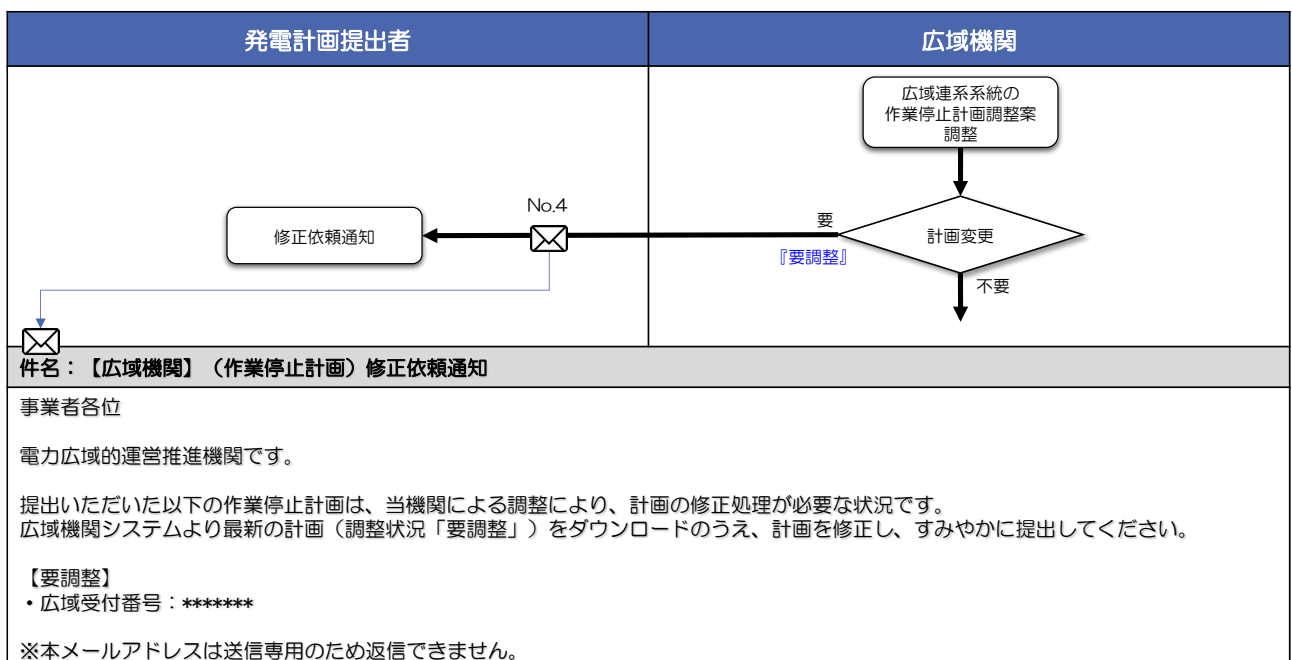 発電計画提出者
広域機関
広域連系系統の
作業停止計画調整案
調整
No.4
修正依頼通知
要
『要調整』
計画変更
不要
件名：【広域機関】（作業停止計画）修正依頼通知
事業者各位
電力広域的運営推進機関です。
提出いただいた以下の作業停止計画は、当機関による調整により、計画の修正処理が必要な状況です。
広域機関システムより最新の計画（調整状況「要調整」）をダウンロードのうえ、計画を修正し、すみやかに提出してください。
【要調整】
・広域受付番号：*******
※本メールアドレスは送信専用のため返信できません。